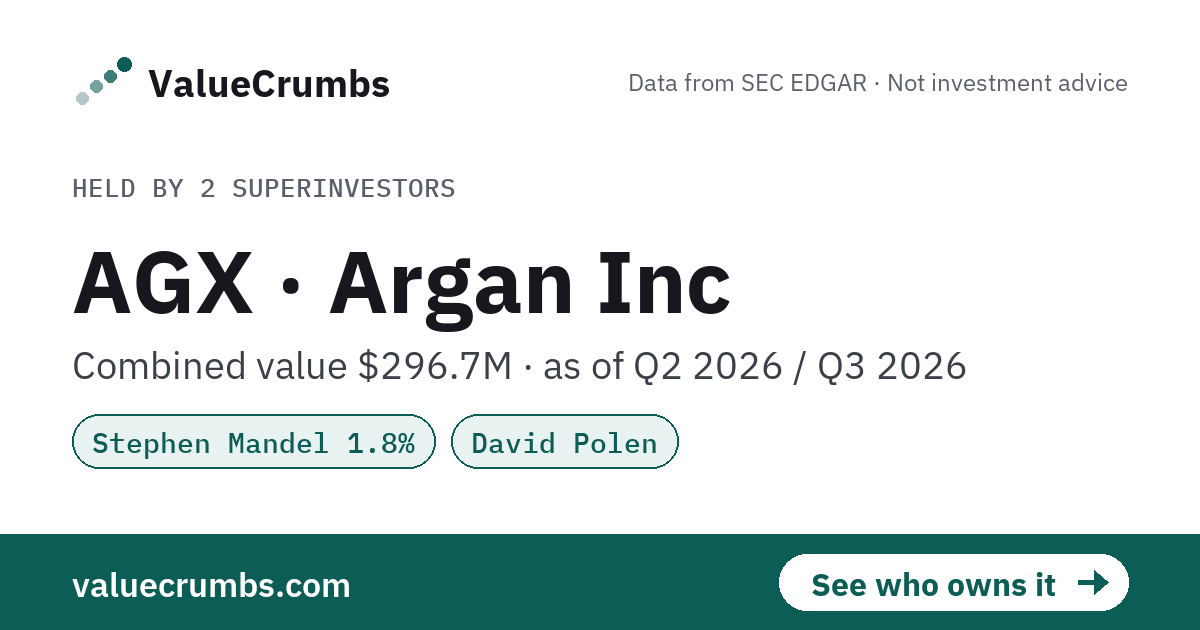 ValueCrumbs
Data from SEC EDGAR · Not investment advice
HELD BY 2 SUPERINVESTORS
AGX · Argan Inc
Combined value $296.7M · as of Q2 2026 / Q3 2026
Stephen Mandel 1.8%
David Polen
valuecrumbs.com
See who owns it →